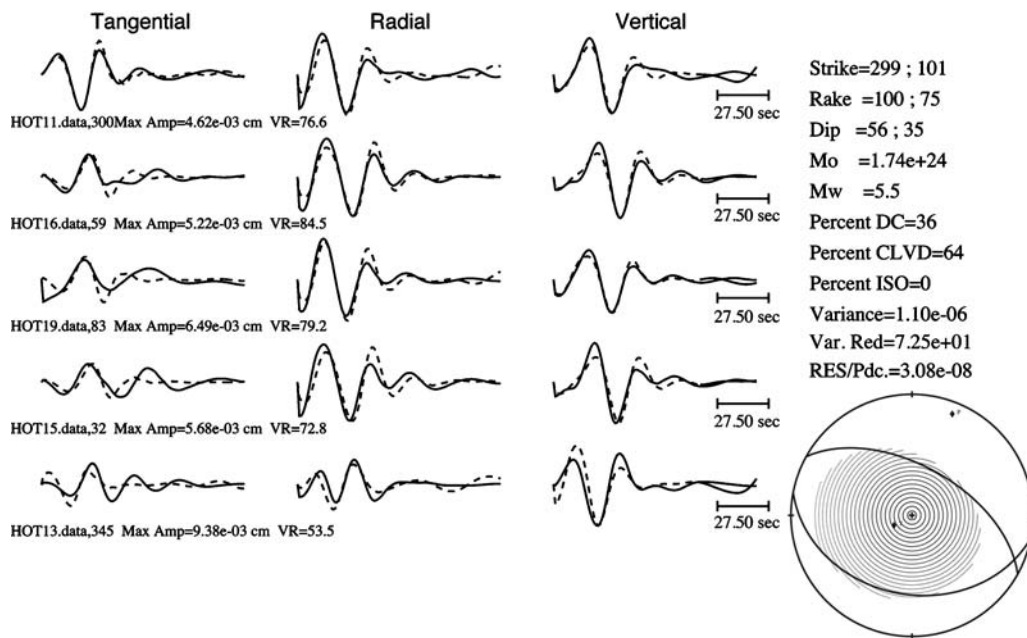 Tangential Radial Vertical
27.50 sec
HOT11.data,300Max Amp=4.62e-03 cm VR=76.6
27.50 sec
HOT16.data,59 Max Amp=5.22e-03 cm VR=84.5
27.50 sec
HOT19.data,83 Max Amp=6.49e-03 cm VR=79.2
27.50 sec
HOT15.data,32 Max Amp=5.68e-03 cm VR=72.8
27.50 sec
HOT13.data,345 Max Amp=9.38e-03 cm VR=53.5
Strike=299 ; 101
Rake =100 ; 75
Dip =56 ; 35
Mo =1.74e+24
Mw =5.5
Percent DC=36
Percent CLVD=64
Percent ISO=0
Variance=1.10e-06
Var. Red=7.25e+01
RES/Pdc.=3.08e-08